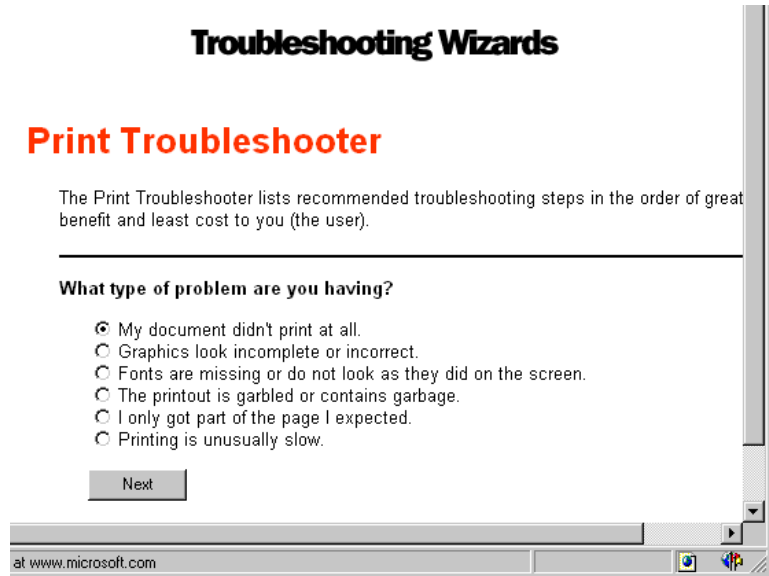 Troubleshooting Wizards
Print Troubleshooter
The Print Troubleshooter lists recommended troubleshooting steps in the order of great
benefit and least cost to you (the user).
What type of problem are you having?
My document didn't print at all.
Graphics look incomplete or incorrect.
Fonts are missing or do not look as they did on the screen.
The printout is garbled or contains garbage.
I only got part of the page I expected.
Printing is unusually slow.
Next
at www.microsoft.com